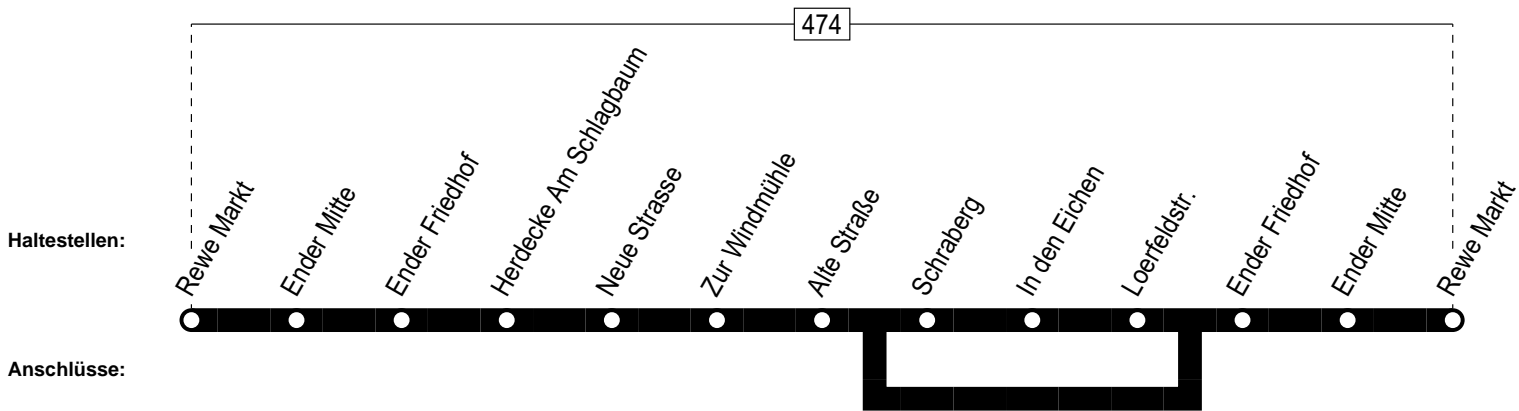 474
Haltestellen:
Rewe Markt
Ender Mitte
Ender Friedhof
Herdecke Am Schlagbaum
Neue Strasse
Zur Windmühle
Alte Straße
Schraberg
In den Eichen
Loerfeldstr.
Ender Friedhof
Ender Mitte
Rewe Markt
Anschlüsse: